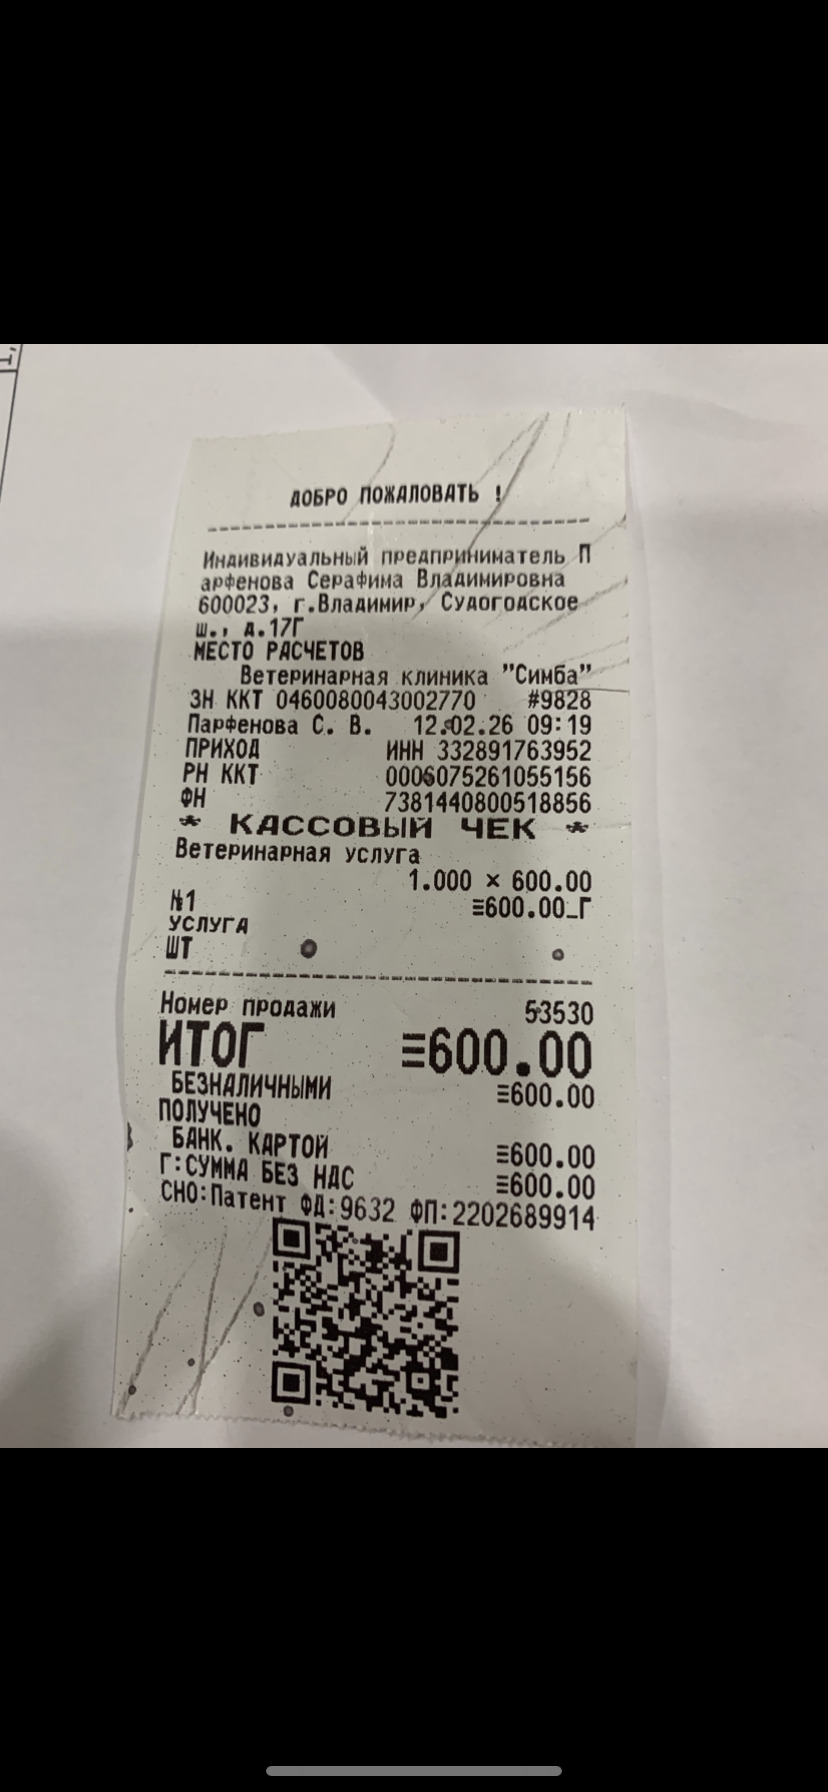 ДОБРО ПОЖАЛОВАТЬ !
Индивидуальный предприниматель П
арфенова Серафима Владимировна
600023, г.Владимир, Судогодское
ш., д.17Г
МЕСТО РАСЧЕТОВ
Ветеринарная клиника "Симба"
ЗН ККТ 0460080043002770 #9828
Парфенова С. В. 12.02.26 09:19
ПРИХОД ИНН 332891763952
РН ККТ 0006075261055156
ФН 7381440800518856
* КАССОВЫЙ ЧЕК *
Ветеринарная услуга
1.000 × 600.00
№1 ≡600.00_Г
УСЛУГА
ШТ
Номер продажи 53530
ИТОГ ≡600.00
БЕЗНАЛИЧНЫМИ ≡600.00
ПОЛУЧЕНО
БАНК. КАРТОЙ ≡600.00
Г:СУММА БЕЗ НДС ≡600.00
СНО:Патент ФД:9632 ФП:2202689914